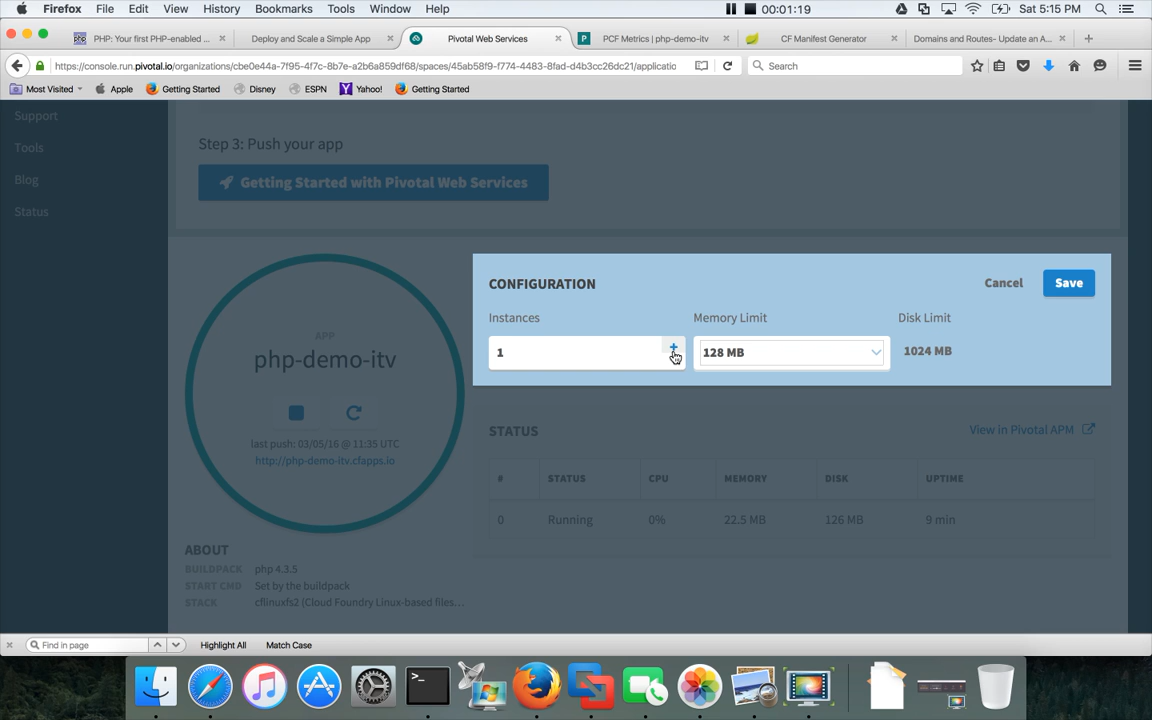 Firefox File Edit View History Bookmarks Tools Window Help 00:01:19 Sat 5:15 PM
php PHP: Your first PHP-enabled ... × Deploy and Scale a Simple App × Pivotal Web Services × P PCF Metrics | php-demo-itv × CF Manifest Generator × Domains and Routes- Update an A... × +
https://console.run.pivotal.io/organizations/cbe0e44a-7f95-4f7c-8b7e-a2b6a859df68/spaces/45ab58f9-f774-4483-8fad-d4b3cc26dc21/applicatio Search
Most Visited Apple Getting Started Disney ESPN Yahoo! Getting Started
Support
Tools
Blog
Status
Step 3: Push your app
Getting Started with Pivotal Web Services
APP
php-demo-itv
last push: 03/05/16 @ 11:35 UTC
http://php-demo-itv.cfapps.io
ABOUT
BUILDPACK php 4.3.5
START CMD Set by the buildpack
STACK cflinuxfs2 (Cloud Foundry Linux-based files...
CONFIGURATION Cancel Save
Instances Memory Limit Disk Limit
1 + 128 MB 1024 MB
STATUS View in Pivotal APM
# STATUS CPU MEMORY DISK UPTIME
0 Running 0% 22.5 MB 126 MB 9 min
× Find in page Highlight All Match Case
>_